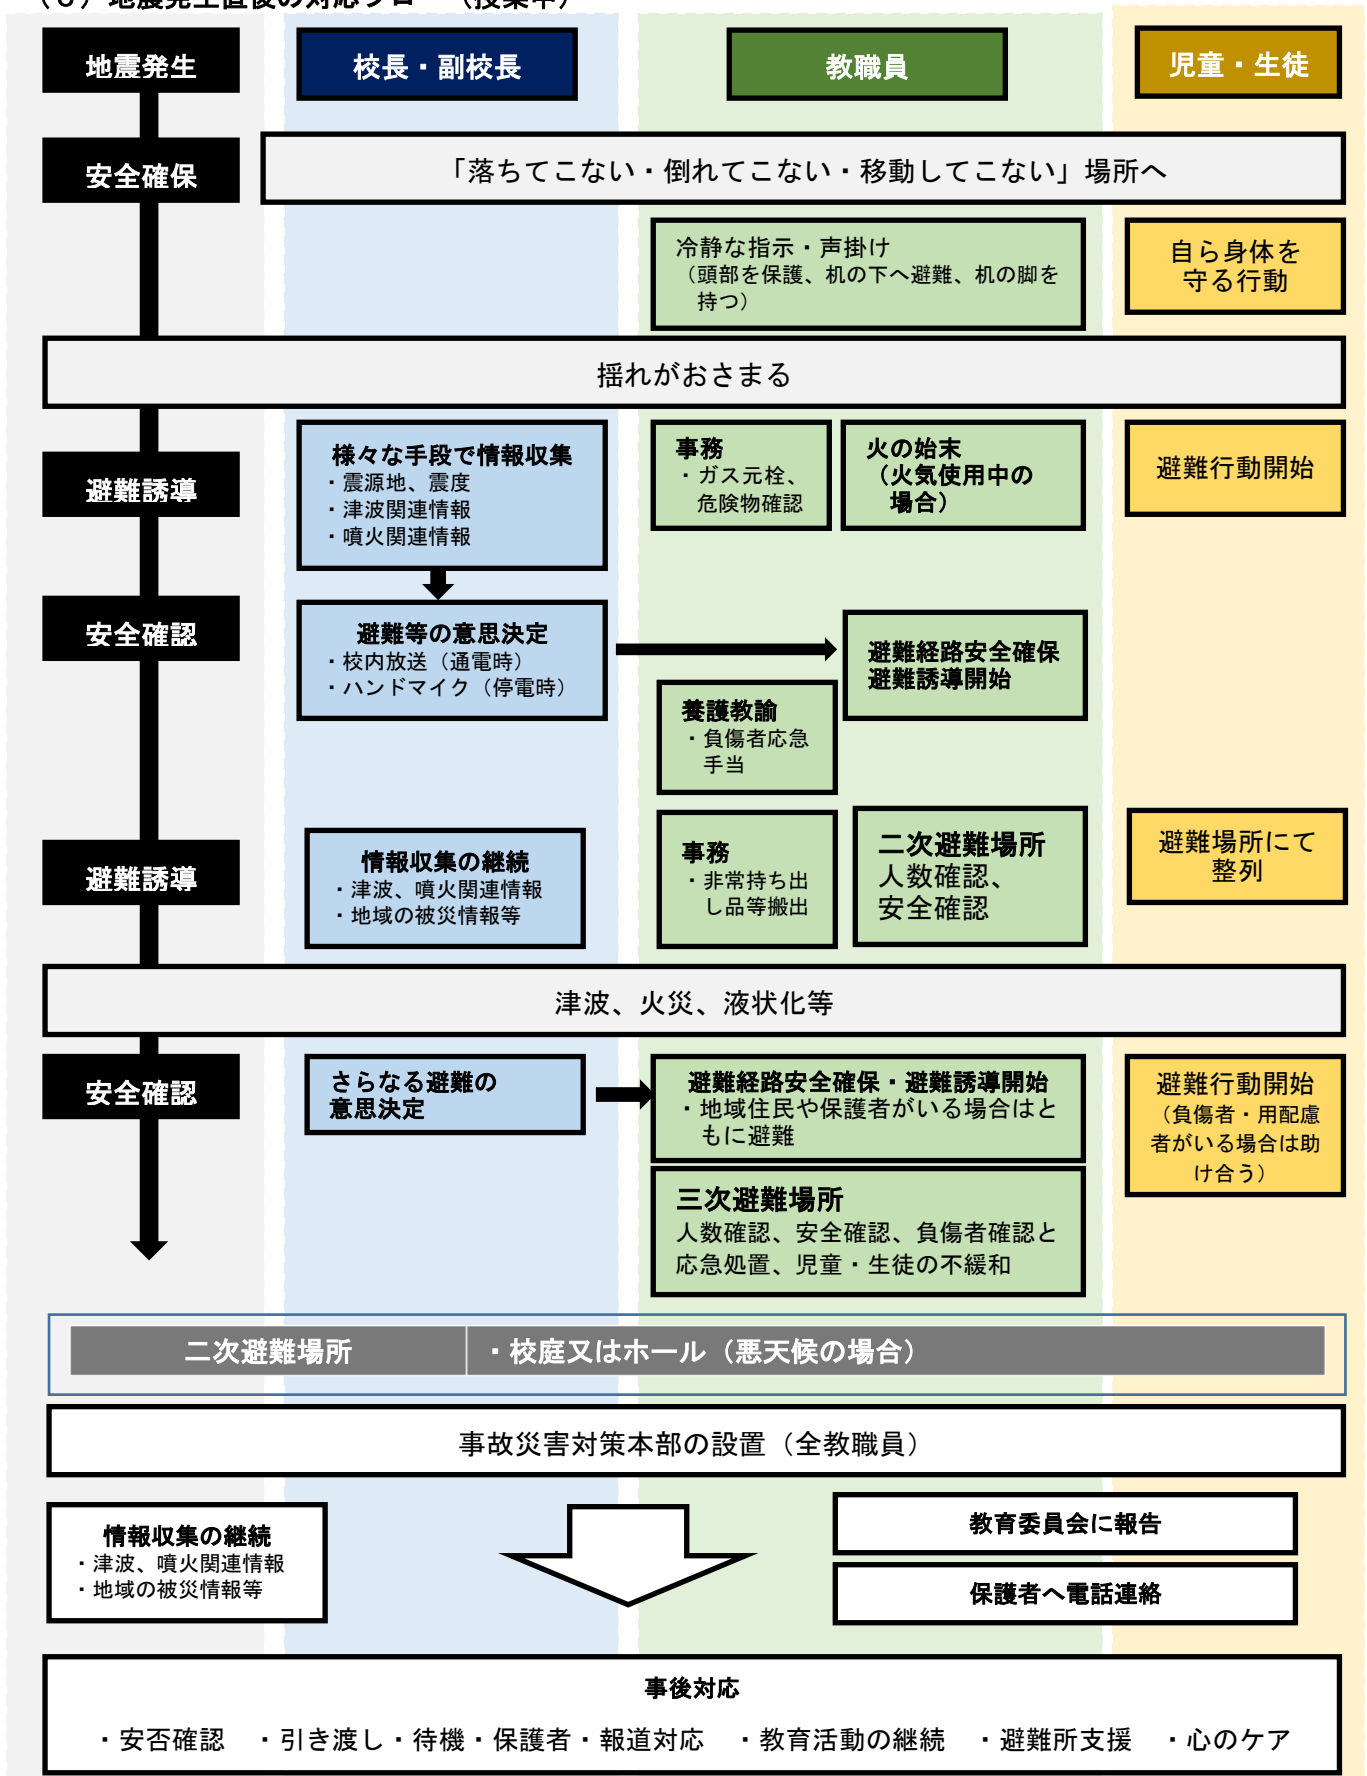 地震発生直後の対応フロー（授業中）
地震発生
校長・副校長
教職員
児童・生徒
安全確保
「落ちてこない・倒れてこない・移動してこない」場所へ
冷静な指示・声掛け
（頭部を保護、机の下へ避難、机の脚を
持つ）
自ら身体を
守る行動
揺れがおさまる
避難誘導
様々な手段で情報収集
・震源地、震度
・津波関連情報
・噴火関連情報
事務
・ガス元栓、
危険物確認
火の始末
（火気使用中の
場合）
避難行動開始
安全確認
避難等の意思決定
・校内放送（通電時）
・ハンドマイク（停電時）
避難経路安全確保
避難誘導開始
養護教諭
・負傷者応急
手当
避難誘導
情報収集の継続
・津波、噴火関連情報
・地域の被災情報等
事務
・非常持ち出
し品等搬出
二次避難場所
人数確認、
安全確認
避難場所にて
整列
津波、火災、液状化等
安全確認
さらなる避難の
意思決定
避難経路安全確保・避難誘導開始
・地域住民や保護者がいる場合はと
もに避難
避難行動開始
（負傷者・用配慮
者がいる場合は助
け合う）
三次避難場所
人数確認、安全確認、負傷者確認と
応急処置、児童・生徒の不緩和
二次避難場所
・校庭又はホール（悪天候の場合）
事故災害対策本部の設置（全教職員）
情報収集の継続
・津波、噴火関連情報
・地域の被災情報等
教育委員会に報告
保護者へ電話連絡
事後対応
・安否確認　・引き渡し・待機・保護者・報道対応　・教育活動の継続　・避難所支援　・心のケア